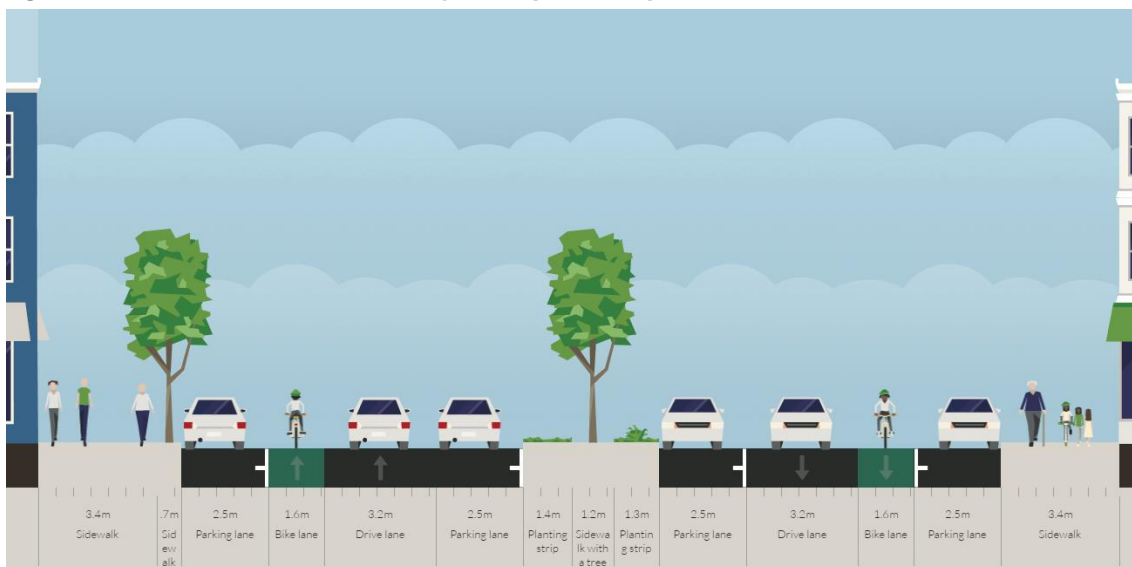 3.4m .7m 2.5m 1.6m 3.2m 2.5m 1.4m 1.2m 1.3m 2.5m 3.2m 1.6m 2.5m 3.4m
Sidewalk Sid Parking lane Bike lane Drive lane Parking lane Planting Sidewa Plantin Parking lane Drive lane Bike lane Parking lane Sidewalk
ew strip lk with g strip
alk a tree